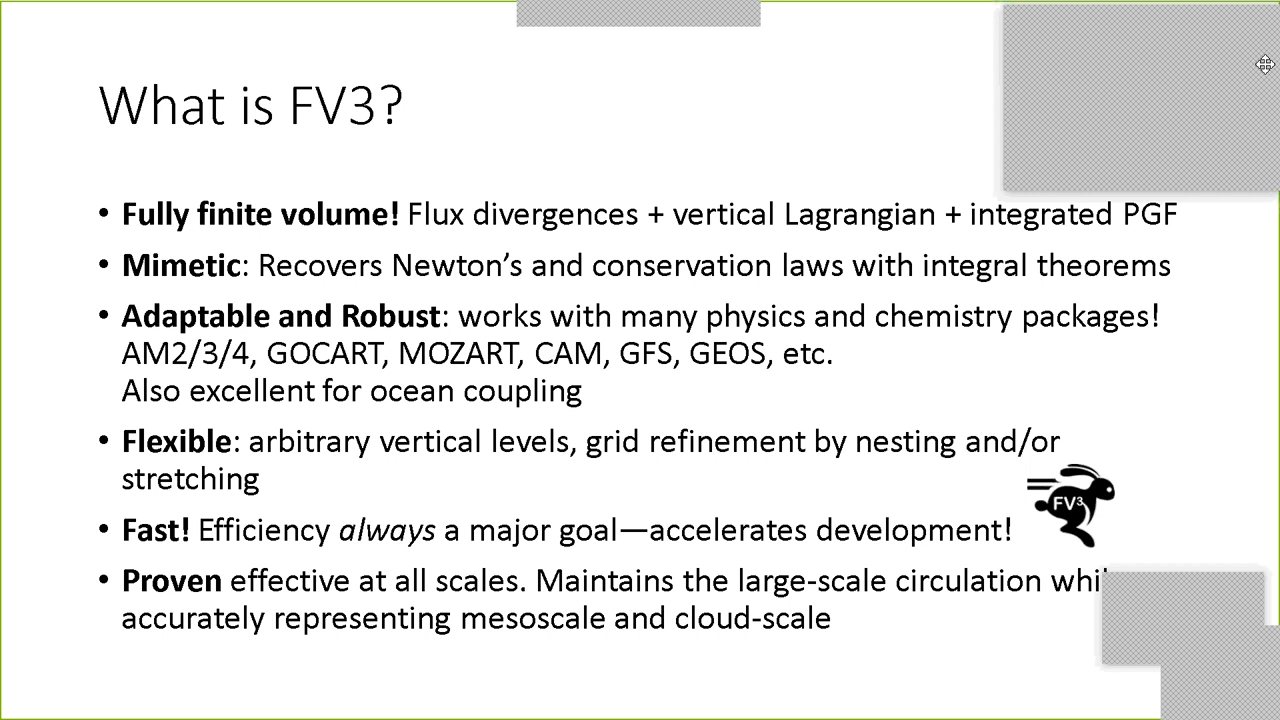 What is FV3?
• Fully finite volume! Flux divergences + vertical Lagrangian + integrated PGF
• Mimetic: Recovers Newton’s and conservation laws with integral theorems
• Adaptable and Robust: works with many physics and chemistry packages!
AM2/3/4, GOCART, MOZART, CAM, GFS, GEOS, etc.
Also excellent for ocean coupling
• Flexible: arbitrary vertical levels, grid refinement by nesting and/or
stretching
FV³
• Fast! Efficiency always a major goal—accelerates development!
• Proven effective at all scales. Maintains the large-scale circulation
accurately representing mesoscale and cloud-scale